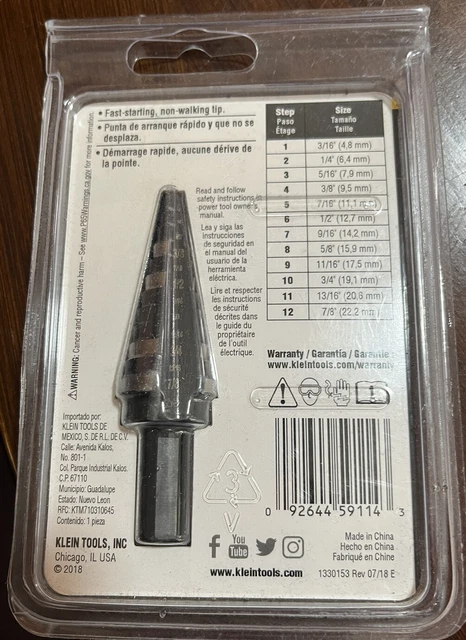 • Fast-starting, non-walking tip.
• Punta de arranque rápido y que no se
desplaza.
• Démarrage rapide, aucune dérive de
la pointe.
Step Size
Paso Tamaño
Étage Taille
1 3/16" (4,8 mm)
2 1/4" (6,4 mm)
3 5/16" (7,9 mm)
4 3/8" (9,5 mm)
5 7/16" (11,1 mm)
6 1/2" (12,7 mm)
7 9/16" (14,2 mm)
8 5/8" (15,9 mm)
9 11/16" (17,5 mm)
10 3/4" (19,1 mm)
11 13/16" (20,6 mm)
12 7/8" (22,2 mm)
Read and follow
safety instructions in
power tool owner's
manual.
Lea y siga las
instrucciones
de seguridad en
el manual del
usuario de la
herramienta
eléctrica.
Lire et respecter
les instructions
de sécurité
décrites dans
le guide du
propriétaire
de l'outil
électrique.
⚠WARNING: Cancer and reproductive harm – See www.P65Warnings.ca.gov for more information.
Warranty / Garantía / Garantie :
www.kleintools.com/warranty
Importado por:
KLEIN TOOLS DE
MEXICO, S. DE R.L. DE C.V.
Calle: Avenida Kalos,
No. 801-1
Col. Parque Industrial Kalos.
C.P. 67110
Municipio: Guadalupe
Estado: Nuevo Leon
RFC: KTM710310645
Contenido: 1 pieza
KLEIN TOOLS, INC
Chicago, IL USA
© 2018
3
V
You
Tube
www.kleintools.com
0 92644 59114 3
Made in China
Hecho en China
Fabriqué en Chine
1330153 Rev 07/18 E